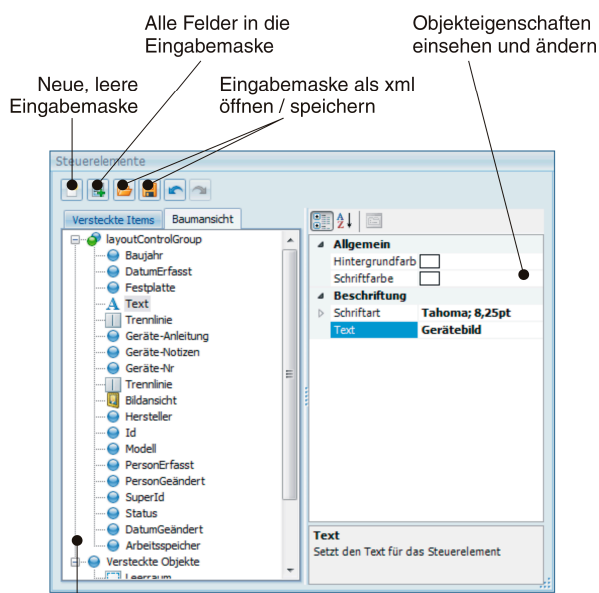 Alle Felder in die
Eingabemaske
Objekteigenschaften
einsehen und ändern
Neue, leere
Eingabemaske
Eingabemaske als xml
öffnen / speichern
Steuerelemente
Versteckte Items
Baumansicht
layoutControlGroup
Baujahr
DatumErfasst
Festplatte
Text
Trennlinie
Geräte-Anleitung
Geräte-Notizen
Geräte-Nr
Trennlinie
Bildansicht
Hersteller
Id
Modell
PersonErfasst
PersonGeändert
SuperId
Status
DatumGeändert
Arbeitsspeicher
Versteckte Objekte
Leerraum
Allgemein
Hintergrundfarb
Schriftfarbe
Beschriftung
Schriftart Tahoma; 8,25pt
Text Gerätebild
Text
Setzt den Text für das Steuerelement